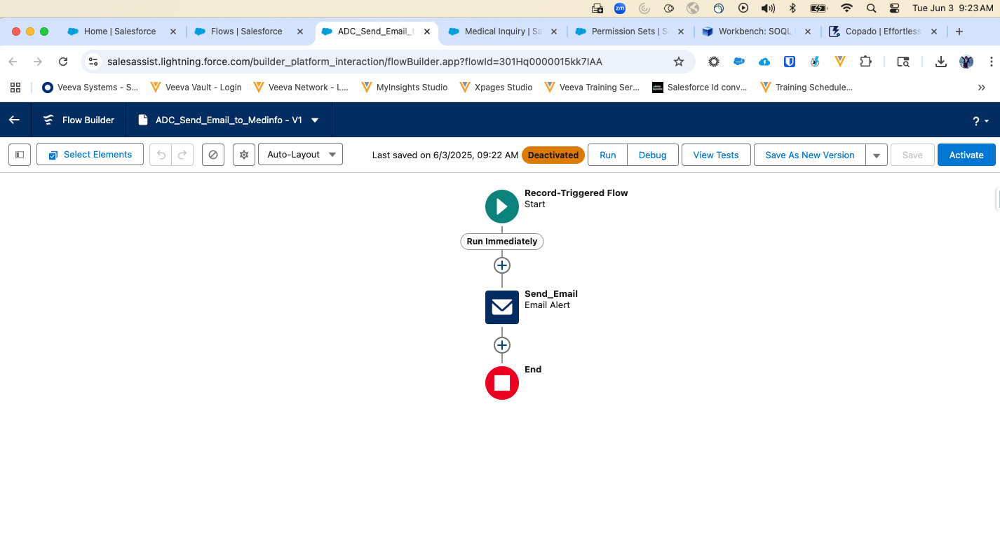 zm
Tue Jun 3 9:23 AM
Home | Salesforce
Flows | Salesforce
ADC_Send_Email_t
Medical Inquiry | Sa
Permission Sets | S
Workbench: SOQL
Copado | Effortless
salesassist.lightning.force.com/builder_platform_interaction/flowBuilder.app?flowId=301Hq0000015kk7IAA
Veeva Systems - S...
Veeva Vault - Login
Veeva Network - L...
MyInsights Studio
Xpages Studio
Veeva Training Ser...
Salesforce Id conv...
Training Schedule...
Flow Builder
ADC_Send_Email_to_Medinfo - V1
?
Select Elements
Auto-Layout
Last saved on 6/3/2025, 09:22 AM
Deactivated
Run
Debug
View Tests
Save As New Version
Save
Activate
Record-Triggered Flow
Start
Run Immediately
Send_Email
Email Alert
End